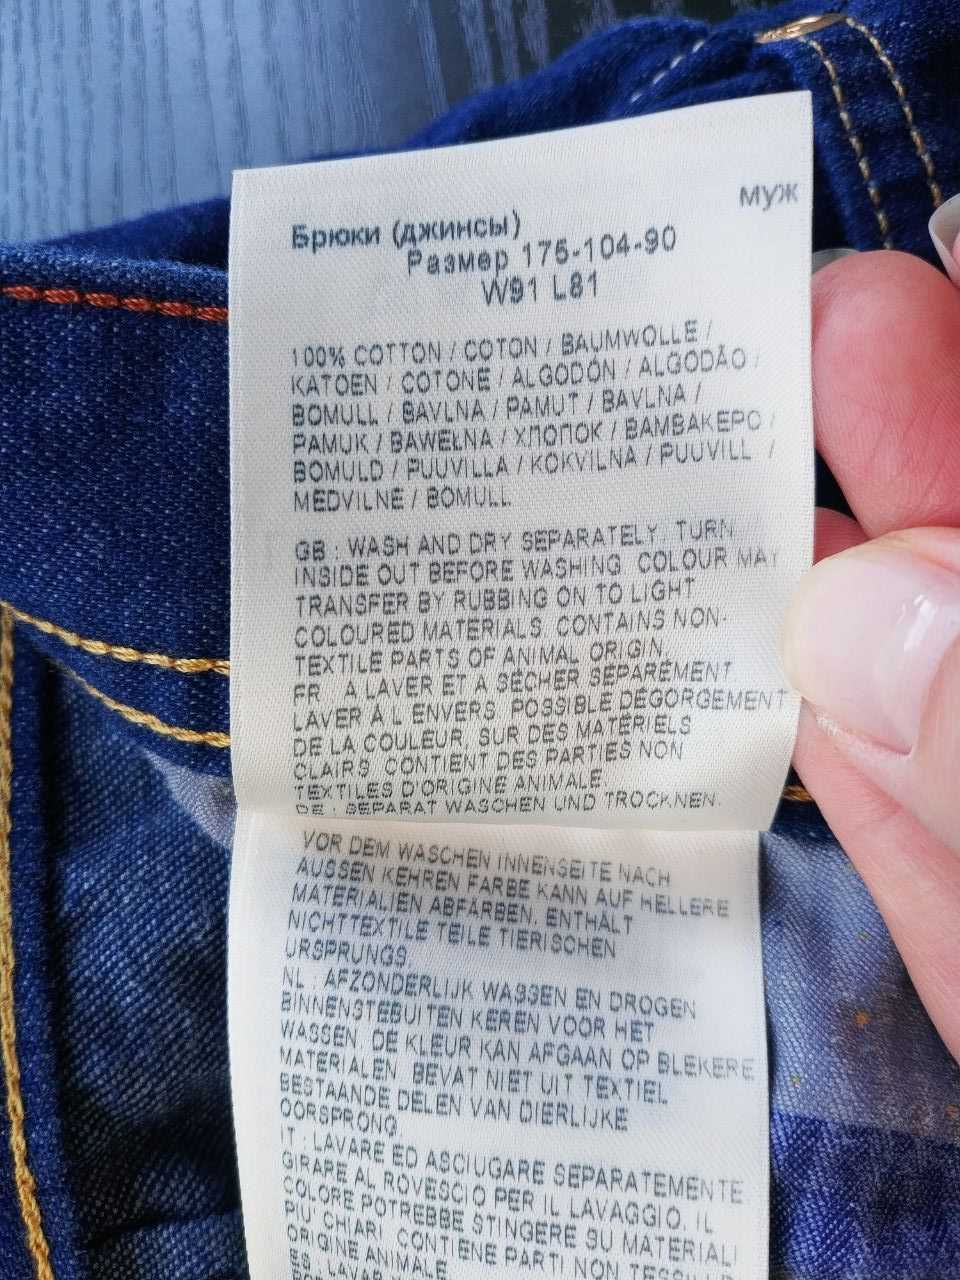 муж
Брюки (джинсы)
Размер 175-104-90
W91 L81
100% COTTON / COTON / BAUMWOLLE /
KATOEN / COTONE / ALGODÓN / ALGODÃO /
BOMULL / BAVLNA / PAMUT / BAVLNA /
PAMUK / BAWEŁNA / ХЛОПОК / ΒΑΜΒΑΚΕΡΟ /
BOMULD / PUUVILLA / KOKVILNA / PUUVILL /
MEDVILNE / BOMULL
GB : WASH AND DRY SEPARATELY. TURN
INSIDE OUT BEFORE WASHING. COLOUR MAY
TRANSFER BY RUBBING ON TO LIGHT
COLOURED MATERIALS. CONTAINS NON-
TEXTILE PARTS OF ANIMAL ORIGIN.
FR : A LAVER ET A SÉCHER SEPARÉMENT
LAVER À L ENVERS. POSSIBLE DÉGORGEMENT
DE LA COULEUR, SUR DES MATÉRIELS
CLAIRS. CONTIENT DES PARTIES NON
TEXTILES D'ORIGINE ANIMALE.
DE : SEPARAT WASCHEN UND TROCKNEN.
VOR DEM WASCHEN INNENSEITE NACH
AUSSEN KEHREN FARBE KANN AUF HELLERE
MATERIALIEN ABFÄRBEN. ENTHÄLT
NICHTTEXTILE TEILE TIERISCHEN
URSPRUNGS.
NL : AFZONDERLIJK WASSEN EN DROGEN
BINNENSTEBUITEN KEREN VOOR HET
WASSEN. DE KLEUR KAN AFGAAN OP BLEKERE
MATERIALEN. BEVAT NIET UIT TEXTIEL
BESTAANDE DELEN VAN DIERLIJKE
OORSPRONG.
IT : LAVARE ED ASCIUGARE SEPARATEMENTE
GIRARE AL ROVESCIO PER IL LAVAGGIO. IL
COLORE POTREBBE STINGERE SU MATERIALI
PIU' CHIARI. CONTIENE PARTI NON TESSILI
ORIGINE ANIMALE.
ES : LAVAR